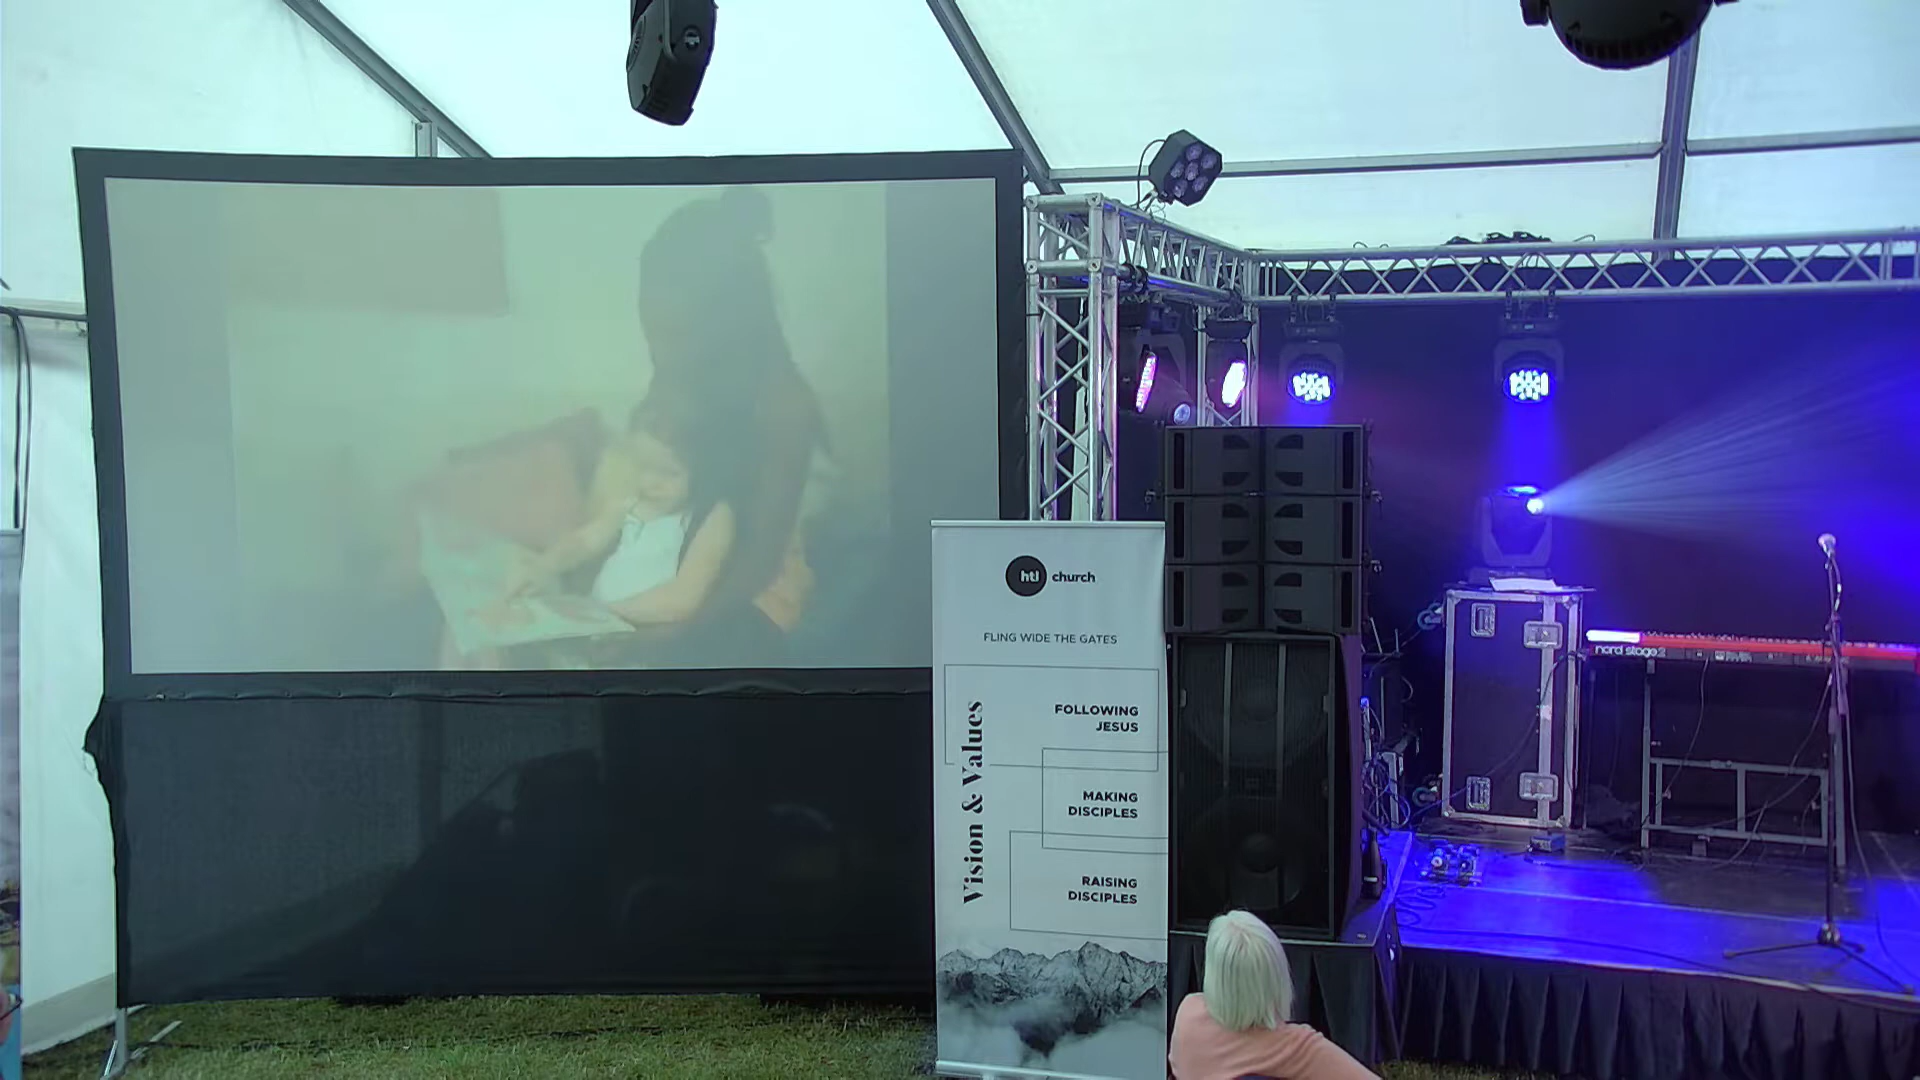 htl church
FLING WIDE THE GATES
Vision & Values
FOLLOWING
JESUS
MAKING
DISCIPLES
RAISING
DISCIPLES
nord stage 2